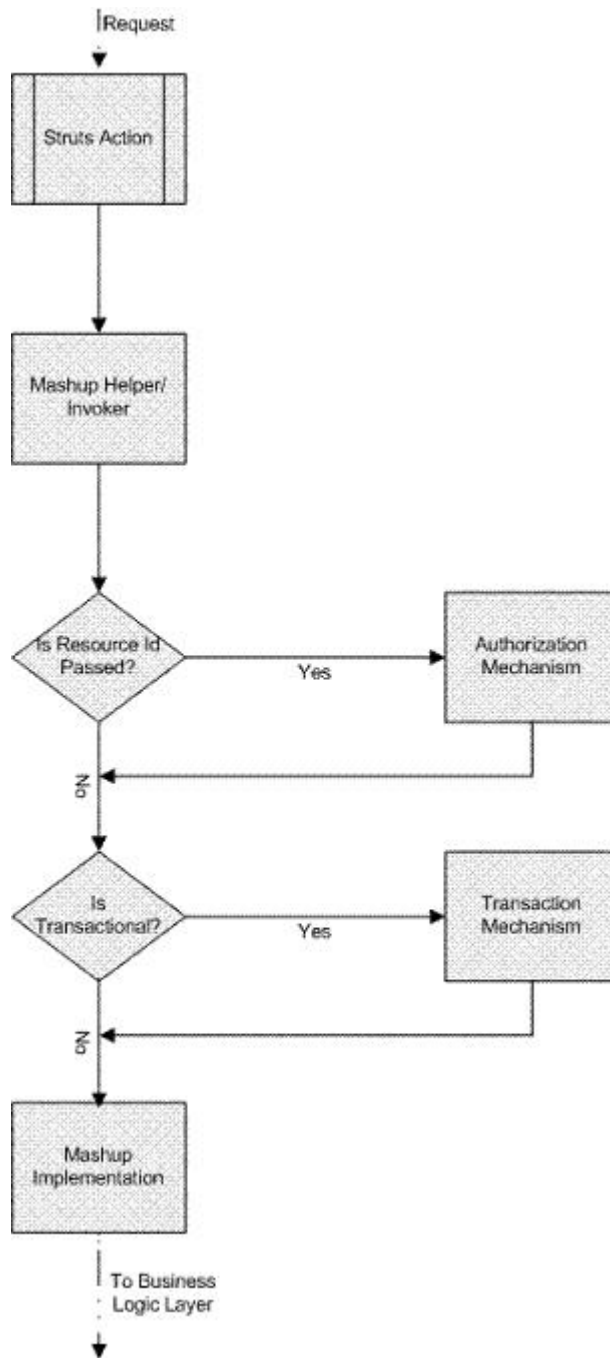 Request
Struts Action
Mashup Helper/
Invoker
Is Resource Id
Passed?
Yes
Authorization
Mechanism
No
Is
Transactional?
Yes
Transaction
Mechanism
No
Mashup
Implementation
To Business
Logic Layer